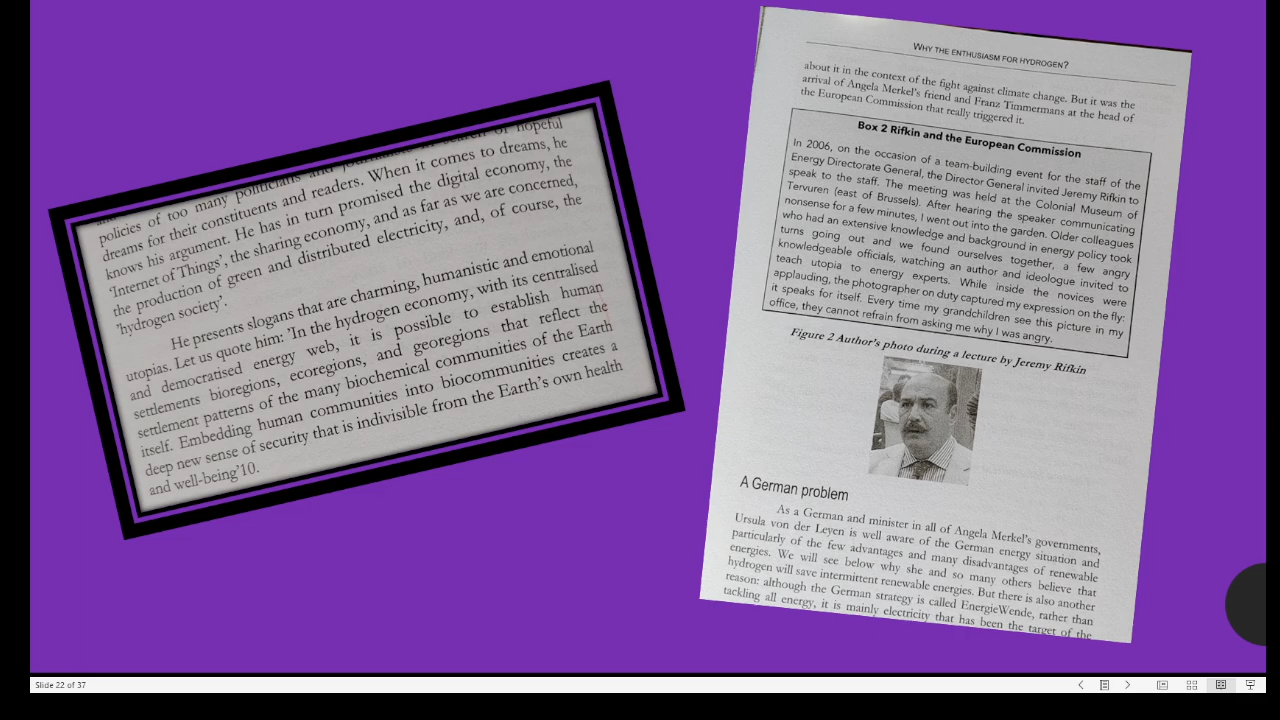 policies of too many politicians and
dreams for their constituents and readers. When it comes to dreams, he
knows his argument. He has in turn promised the digital economy, the
'Internet of Things', the sharing economy, and as far as we are concerned,
the production of green and distributed electricity, and, of course, the
'hydrogen society'.
He presents slogans that are charming, humanistic and emotional
utopias. Let us quote him: 'In the hydrogen economy, with its centralised
and democratised energy web, it is possible to establish human
settlements bioregions, ecoregions, and georegions that reflect the
settlement patterns of the many biochemical communities of the Earth
itself. Embedding human communities into biocommunities creates a
deep new sense of security that is indivisible from the Earth's own health
and well-being'10.
WHY THE ENTHUSIASM FOR HYDROGEN?
about it in the context of the fight against climate change. But it was the
arrival of Angela Merkel's friend and Franz Timmermans at the head of
the European Commission that really triggered it.
Box 2 Rifkin and the European Commission
In 2006, on the occasion of a team-building event for the staff of the
Energy Directorate General, the Director General invited Jeremy Rifkin to
speak to the staff. The meeting was held at the Colonial Museum of
Tervuren (east of Brussels). After hearing the speaker communicating
nonsense for a few minutes, I went out into the garden. Older colleagues
who had an extensive knowledge and background in energy policy took
turns going out and we found ourselves together, a few angry
knowledgeable officials, watching an author and ideologue invited to
teach utopia to energy experts. While inside the novices were
applauding, the photographer on duty captured my expression on the fly;
it speaks for itself. Every time my grandchildren see this picture in my
office, they cannot refrain from asking me why I was angry.
Figure 2 Author's photo during a lecture by Jeremy Rifkin
A German problem
As a German and minister in all of Angela Merkel's governments,
Ursula von der Leyen is well aware of the German energy situation and
particularly of the few advantages and many disadvantages of renewable
energies. We will see below why she and so many others believe that
hydrogen will save intermittent renewable energies. But there is also another
reason: although the German strategy is called EnergieWende, rather than
tackling all energy, it is mainly electricity that has been the target of the
Slide 22 of 37